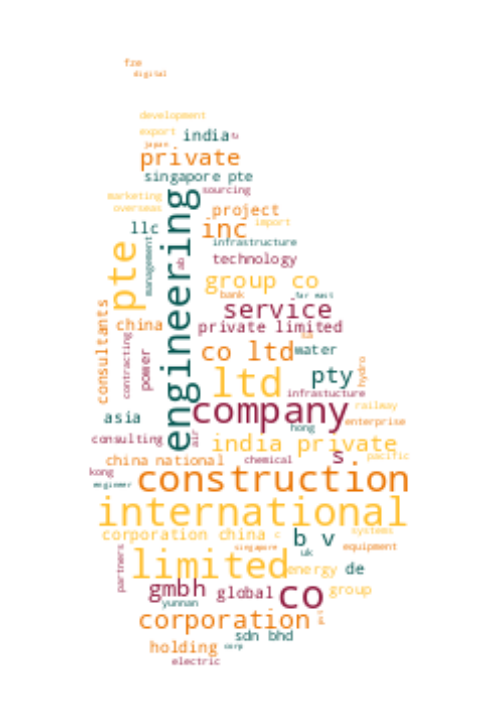 fze
digital
development
export india
japan
private
singapore pte
sourcing
marketing
overseas
project
llc inc import
infrastructure
engineering
pte
management
ab
technology
group co
bank far east
service
consultants
china private limited
contracting
power
co ltd water
ltd pty
hydro
infrastucture
company railway
asia enterprise
hong
consulting air india private
s.
pacific
china national chemical
kong
construction
engineer
international
corporation china c systems
b v
singapore equipment
uk
limited energy de
partners
gmbh global co group
yunnan
corporation
sdn bhd
holding corp
electric